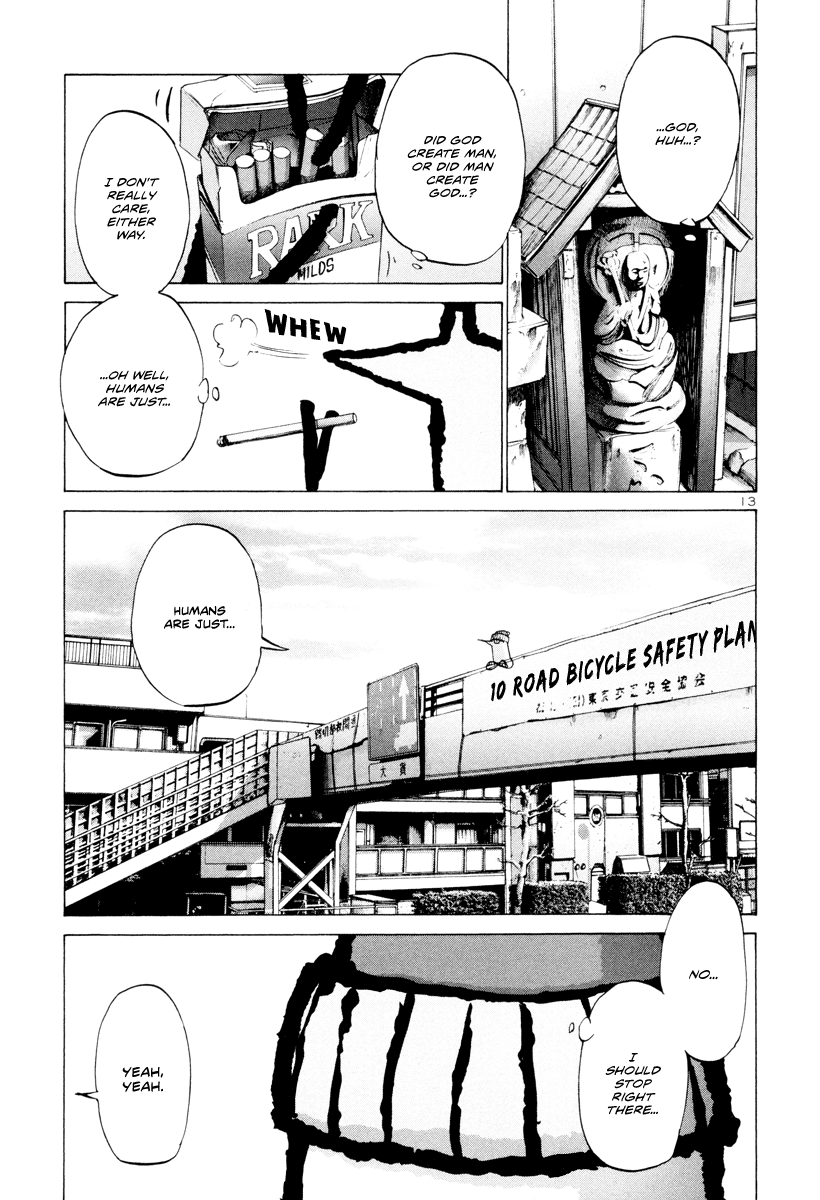 ...GOD,
HUH...?
DID GOD
CREATE MAN,
OR DID MAN
CREATE
GOD...?
RARK
MILDS
I DON'T
REALLY
CARE,
EITHER
WAY.
...OH WELL,
HUMANS
ARE JUST...
WHEW
13
HUMANS
ARE JUST...
10 ROAD BICYCLE SAFETY PLAN
NO...
I
SHOULD
STOP
RIGHT
THERE...
YEAH,
YEAH.